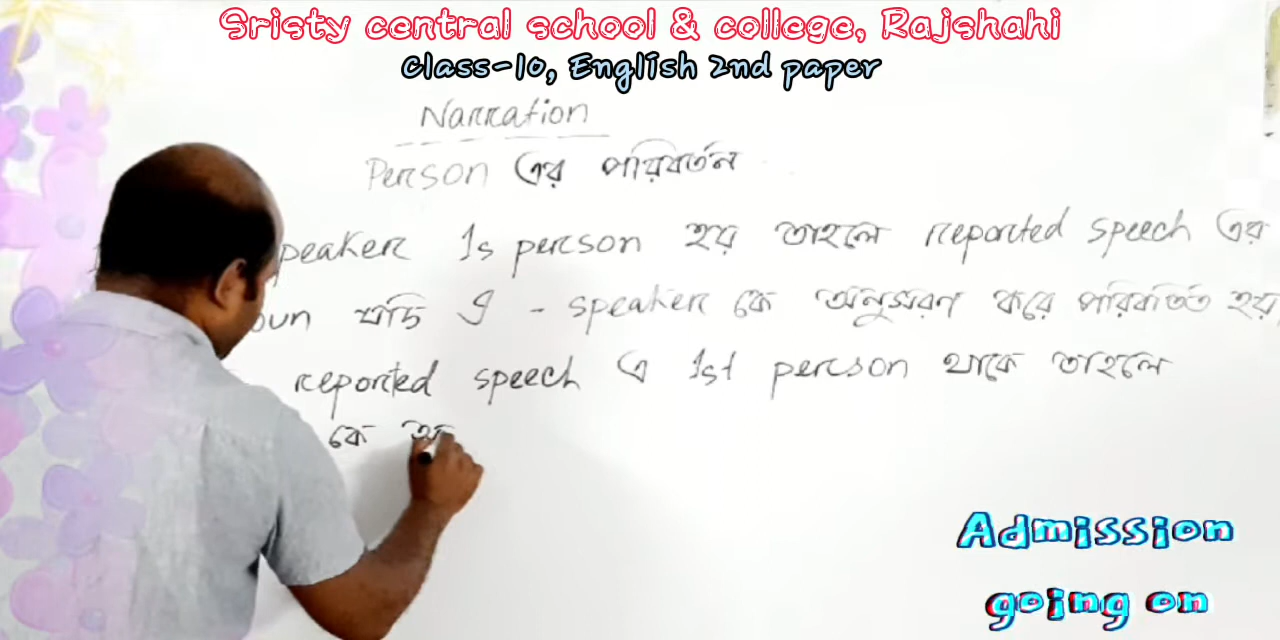 Sristy central school & college, Rajshahi
Class-10, English 2nd paper
Narration
Person এর পরিবর্তন
speaker 1s person হয় তাহলে reported speech এর
oun যদি I - speaker কে অনুসরণ করে পরিবর্তিত হয়।
reported speech এ 1st person থাকে তাহলে
কে অ
Admission
going on